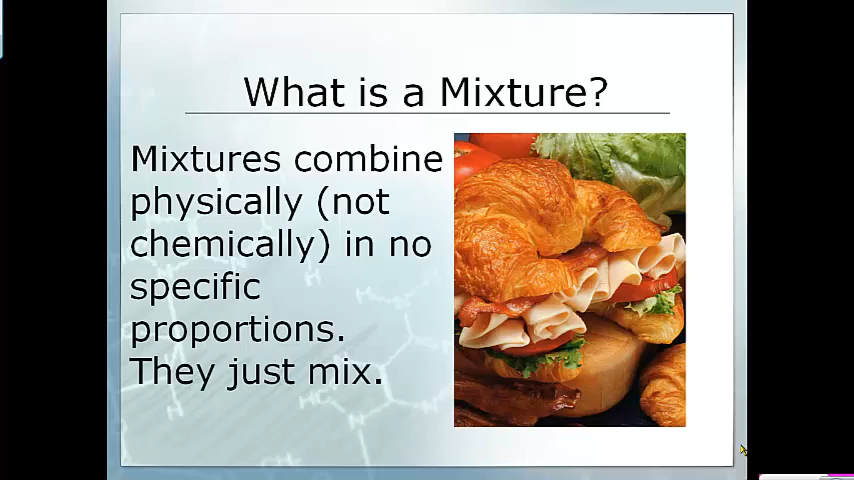 What is a Mixture?
Mixtures combine
physically (not
chemically) in no
specific
proportions.
They just mix.